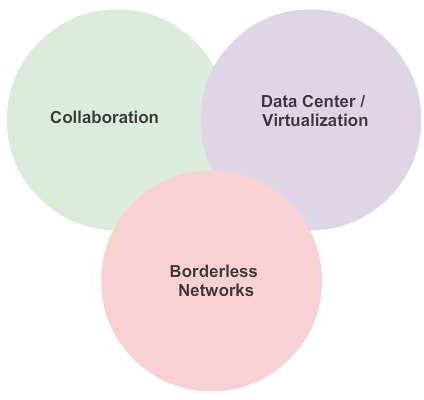 Collaboration
Data Center /
Virtualization
Borderless
Networks